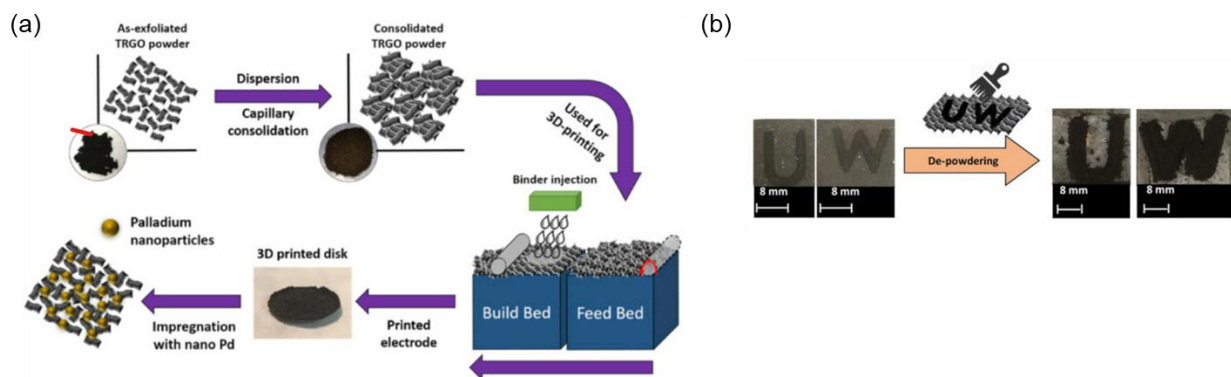 (a)
As-exfoliated
TRGO powder
Dispersion
Capillary
consolidation
Consolidated
TRGO powder
Used for
3D-printing
Binder injection
Build Bed
Feed Bed
Printed
electrode
3D printed disk
Impregnation
with nano Pd
Palladium
nanoparticles
(b)
U
W
8 mm
8 mm
UW
De-powdering
U
W
8 mm
8 mm